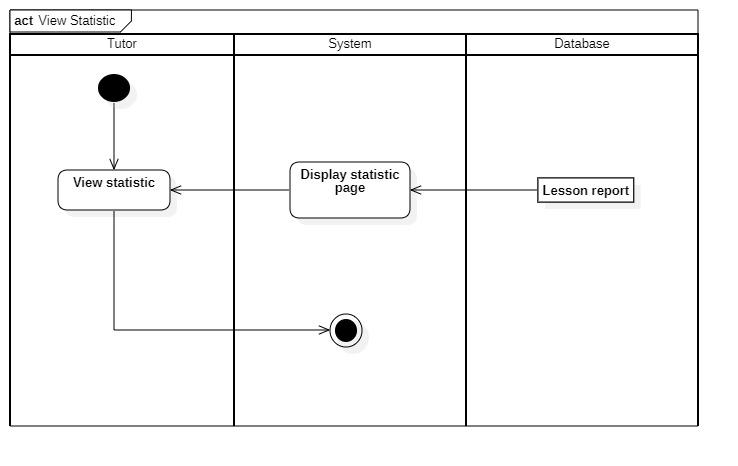 act View Statistic
Tutor
System
Database
View statistic
Display statistic
page
Lesson report